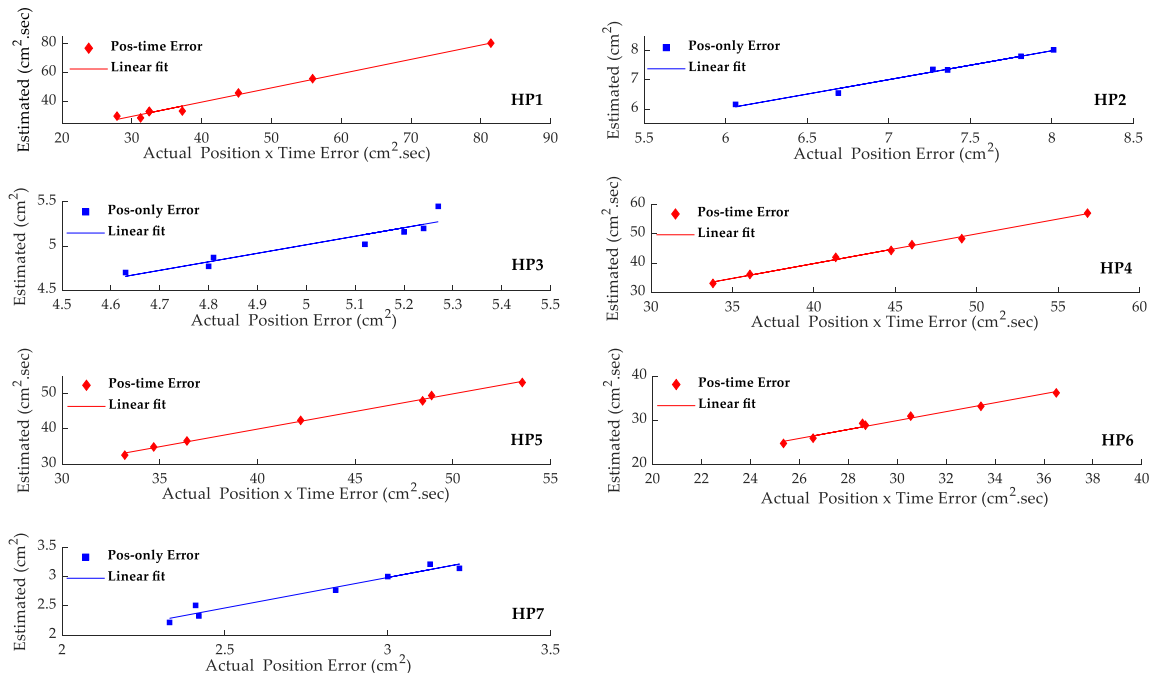 Estimated (cm².sec)
80
60
40
Pos-time Error
Linear fit
HP1
20 30 40 50 60 70 80 90
Actual Position x Time Error (cm².sec)
Estimated (cm²)
8
7
6
Pos-only Error
Linear fit
HP2
5.5 6 6.5 7 7.5 8 8.5
Actual Position Error (cm²)
Estimated (cm²)
5.5
5
4.5
Pos-only Error
Linear fit
HP3
4.5 4.6 4.7 4.8 4.9 5 5.1 5.2 5.3 5.4 5.5
Actual Position Error (cm²)
Estimated (cm².sec)
60
50
40
30
Pos-time Error
Linear fit
HP4
30 35 40 45 50 55 60
Actual Position x Time Error (cm².sec)
Estimated (cm².sec)
50
40
30
Pos-time Error
Linear fit
HP5
30 35 40 45 50 55
Actual Position x Time Error (cm².sec)
Estimated (cm².sec)
40
30
20
Pos-time Error
Linear fit
HP6
20 22 24 26 28 30 32 34 36 38 40
Actual Position x Time Error (cm².sec)
Estimated (cm²)
3.5
3
2.5
2
Pos-only Error
Linear fit
HP7
2 2.5 3 3.5
Actual Position Error (cm²)